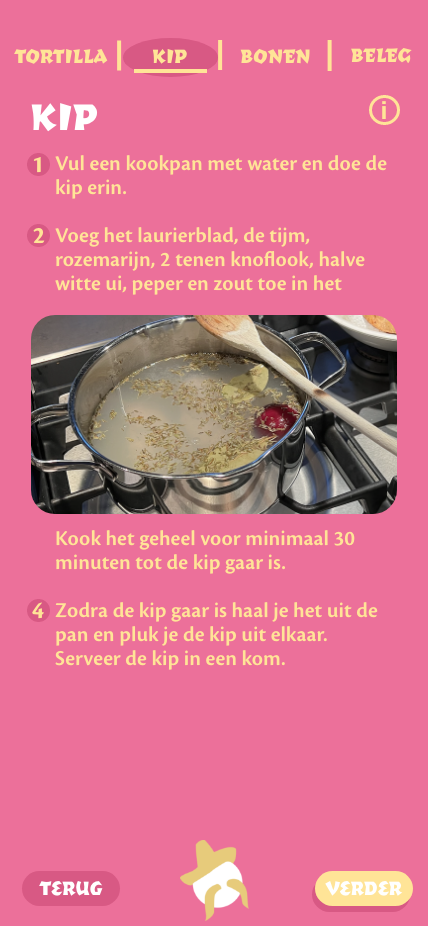 TORTILLA KIP BONEN BELEG
KIP
1 Vul een kookpan met water en doe de
kip erin.
2 Voeg het laurierblad, de tijm,
rozemarijn, 2 tenen knoflook, halve
witte ui, peper en zout toe in het
Kook het geheel voor minimaal 30
minuten tot de kip gaar is.
4 Zodra de kip gaar is haal je het uit de
pan en pluk je de kip uit elkaar.
Serveer de kip in een kom.
TERUG VERDER